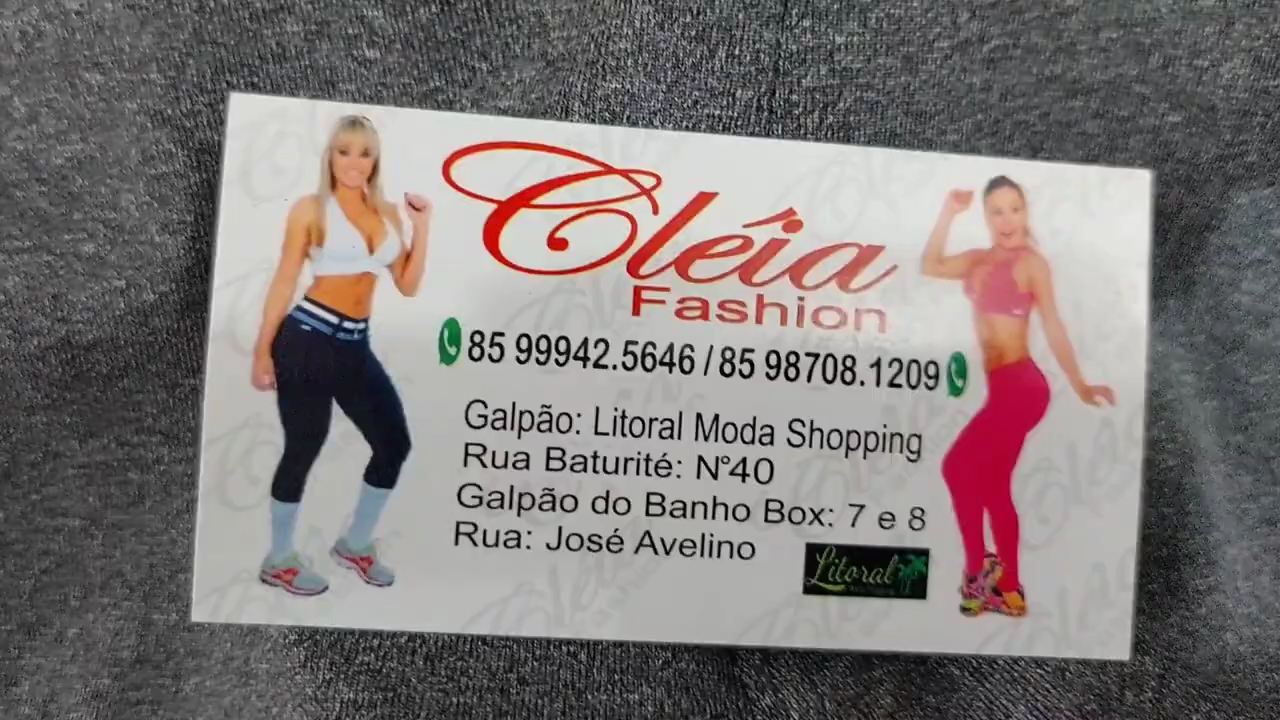 Cléia
Fashion
85 99942.5646 / 85 98708.1209
Galpão: Litoral Moda Shopping
Rua Baturité: N°40
Galpão do Banho Box: 7 e 8
Rua: José Avelino
Litoral